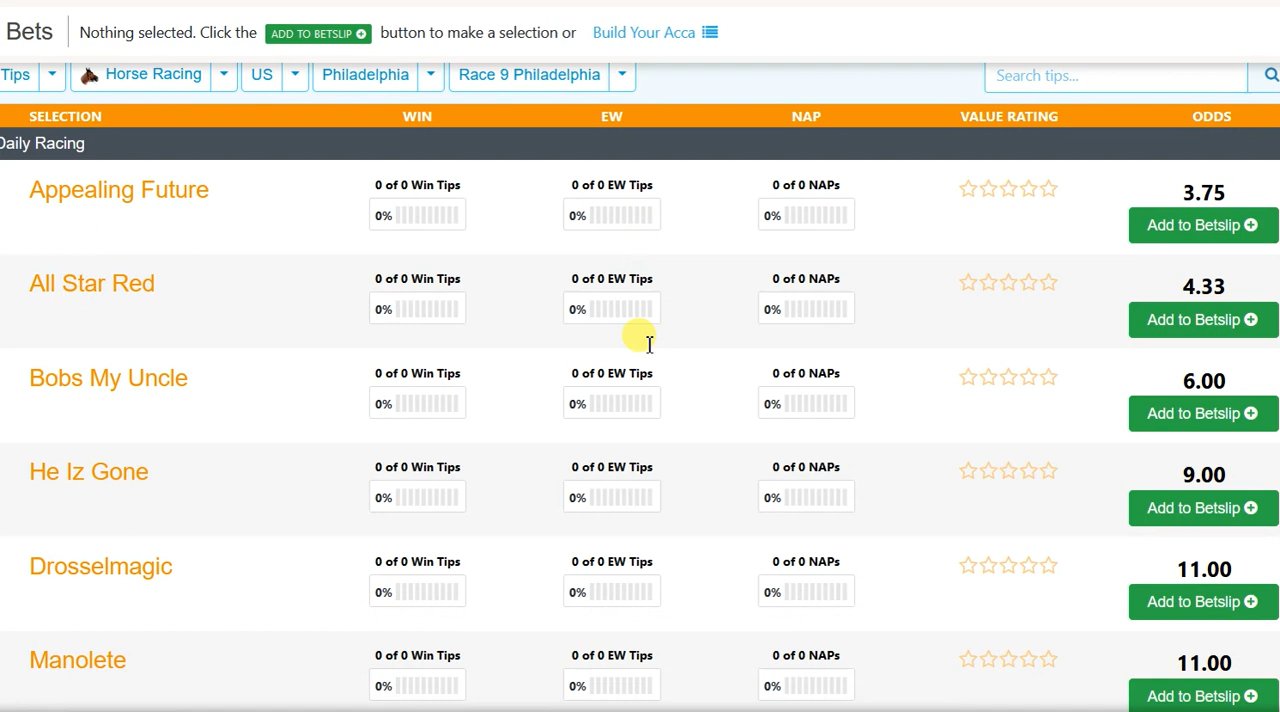 Bets Nothing selected. Click the ADD TO BETSLIP button to make a selection or Build Your Acca
Tips Horse Racing US Philadelphia Race 9 Philadelphia Search tips...
SELECTION WIN EW NAP VALUE RATING ODDS
Daily Racing
Appealing Future 0 of 0 Win Tips 0 of 0 EW Tips 0 of 0 NAPs 3.75
0% 0% 0% Add to Betslip
All Star Red 0 of 0 Win Tips 0 of 0 EW Tips 0 of 0 NAPs 4.33
0% 0% 0% Add to Betslip
Bobs My Uncle 0 of 0 Win Tips 0 of 0 EW Tips 0 of 0 NAPs 6.00
0% 0% 0% Add to Betslip
He Iz Gone 0 of 0 Win Tips 0 of 0 EW Tips 0 of 0 NAPs 9.00
0% 0% 0% Add to Betslip
Drosselmagic 0 of 0 Win Tips 0 of 0 EW Tips 0 of 0 NAPs 11.00
0% 0% 0% Add to Betslip
Manolete 0 of 0 Win Tips 0 of 0 EW Tips 0 of 0 NAPs 11.00
0% 0% 0% Add to Betslip